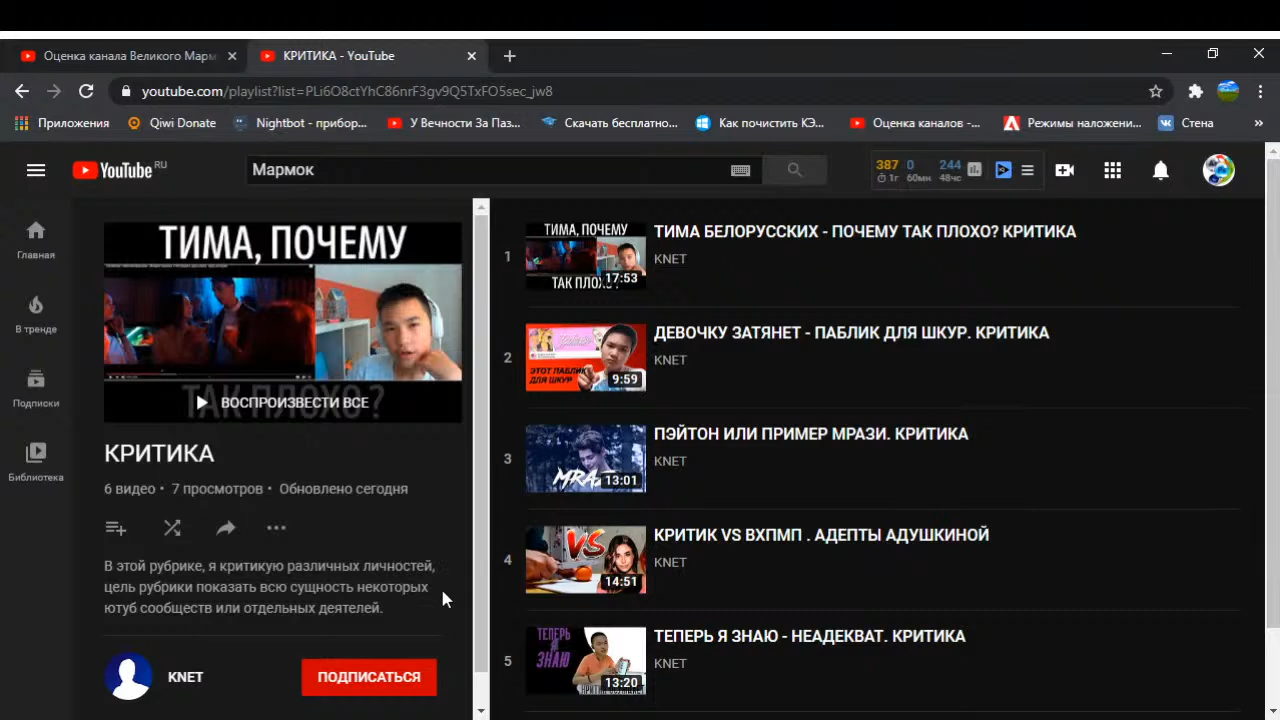 Оценка канала Великого Марм
КРИТИКА - YouTube
youtube.com/playlist?list=PLi6O8ctYhC86nrF3gv9Q5TxFO5sec_jw8
Приложения
Qiwi Donate
Nightbot - прибор...
У Вечности За Паз...
Скачать бесплатно...
Как почистить КЭ...
Оценка каналов -...
Режимы наложени...
Стена
»
YouTube RU
Мармок
387 0 244
1г 60мн 48чс
Главная
В тренде
Подписки
Библиотека
ТИМА, ПОЧЕМУ
ТАК ПЛОХО?
ВОСПРОИЗВЕСТИ ВСЕ
КРИТИКА
6 видео • 7 просмотров • Обновлено сегодня
В этой рубрике, я критикую различных личностей,
цель рубрики показать всю сущность некоторых
ютуб сообществ или отдельных деятелей.
KNET
ПОДПИСАТЬСЯ
1
ТИМА, ПОЧЕМУ
17:53
ТАК ПЛОХО?
ТИМА БЕЛОРУССКИХ - ПОЧЕМУ ТАК ПЛОХО? КРИТИКА
KNET
2
ЭТОТ ПАБЛИК
ДЛЯ ШКУР
9:59
ДЕВОЧКУ ЗАТЯНЕТ - ПАБЛИК ДЛЯ ШКУР. КРИТИКА
KNET
3
13:01
ПЭЙТОН ИЛИ ПРИМЕР МРАЗИ. КРИТИКА
KNET
4
VS
14:51
КРИТИК VS ВХПМП . АДЕПТЫ АДУШКИНОЙ
KNET
5
ТЕПЕРЬ Я
ЗНАЮ
13:20
ТЕПЕРЬ Я ЗНАЮ - НЕАДЕКВАТ. КРИТИКА
KNET